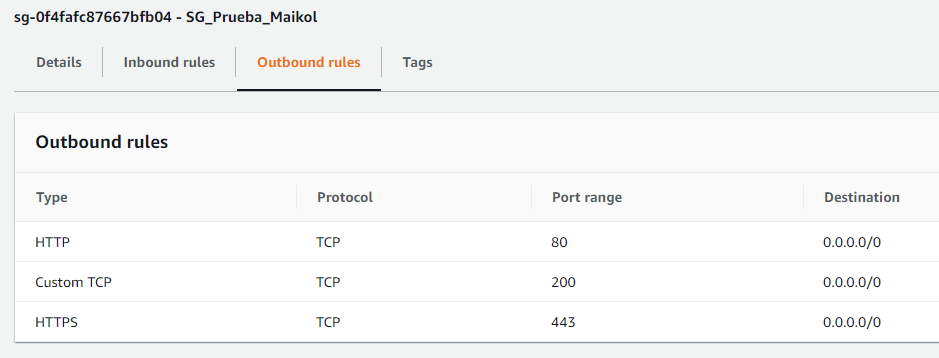 sg-0f4fafc87667bfb04 - SG_Prueba_Maikol
Details Inbound rules Outbound rules Tags
Outbound rules
Type Protocol Port range Destination
HTTP TCP 80 0.0.0.0/0
Custom TCP TCP 200 0.0.0.0/0
HTTPS TCP 443 0.0.0.0/0